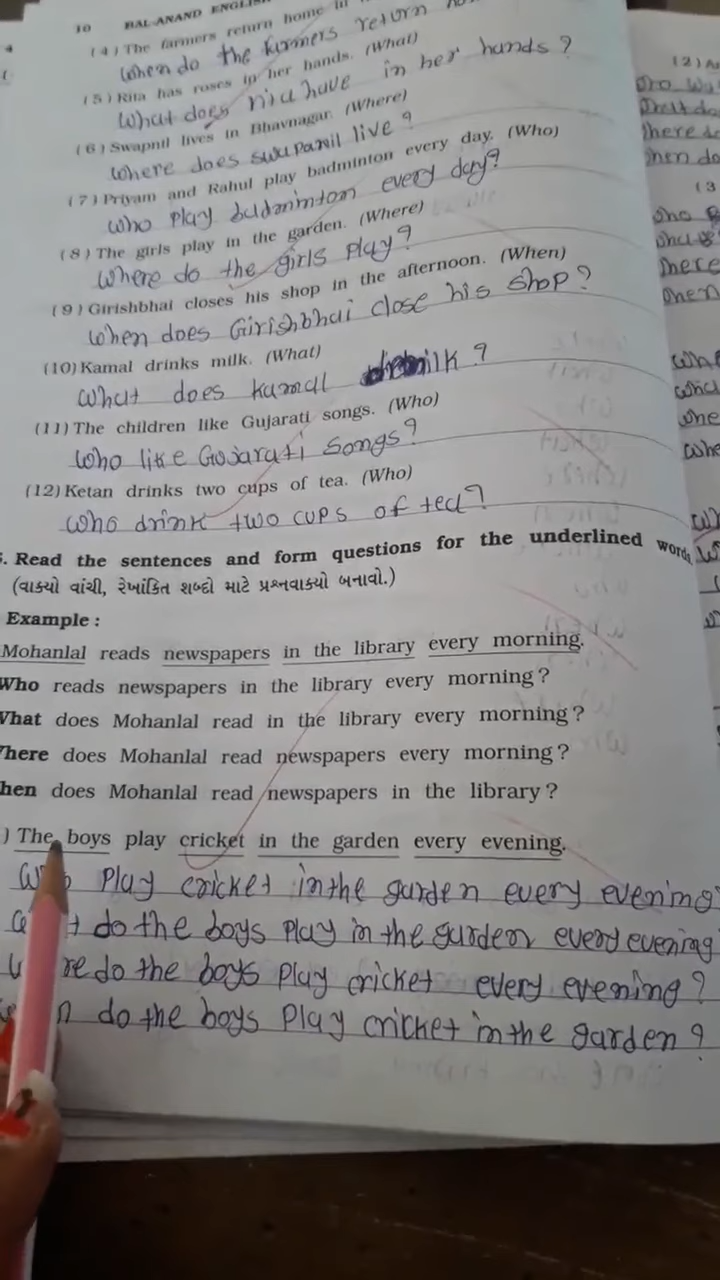 10 BAL-ANAND ENGLISH
(4) The farmers return home in
When do the farmers return
(5) Rita has roses in her hands. (What)
What does rita have in her hands?
(6) Swapnil lives in Bhavnagar. (Where)
Where does swapanil live?
(7) Priyam and Rahul play badminton every day. (Who)
Who play badminton every day?
(8) The girls play in the garden. (Where)
Where do the girls play?
(9) Girishbhai closes his shop in the afternoon. (When)
When does Girishbhai close his shop?
(10) Kamal drinks milk. (What)
What does kamal ?
(11) The children like Gujarati songs. (Who)
Who like Gujarati songs?
(12) Ketan drinks two cups of tea. (Who)
Who drink two cups of tea?
. Read the sentences and form questions for the underlined words
(વાક્યો વાંચી, રેખાંકિત શબ્દો માટે પ્રશ્નવાક્યો બનાવો.)
Example :
Mohanlal reads newspapers in the library every morning.
Who reads newspapers in the library every morning?
What does Mohanlal read in the library every morning?
here does Mohanlal read newspapers every morning?
hen does Mohanlal read newspapers in the library?
) The boys play cricket in the garden every evening.
play cricket in the garden every evening
do the boys play in the garden every evening
re do the boys play cricket every evening?
n do the boys play cricket in the garden?
(2)
(3